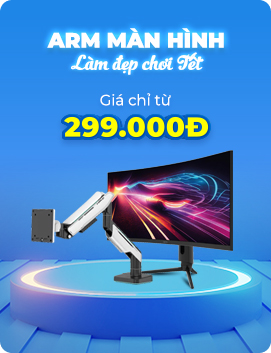 ARM MÀN HÌNH
Làm đẹp chơi Tết
Giá chỉ từ
299.000Đ